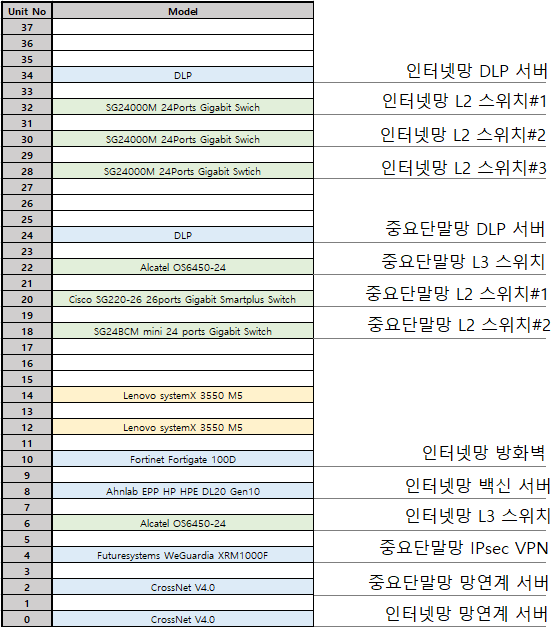 Unit No Model
37
36
35
34 DLP 인터넷망 DLP 서버
33
32 SG24000M 24Ports Gigabit Swich 인터넷망 L2 스위치#1
31
30 SG24000M 24Ports Gigabit Swich 인터넷망 L2 스위치#2
29
28 SG24000M 24Ports Gigabit Swtich 인터넷망 L2 스위치#3
27
26
25
24 DLP 중요단말망 DLP 서버
23
22 Alcatel OS6450-24 중요단말망 L3 스위치
21
20 Cisco SG220-26 26ports Gigabit Smartplus Switch 중요단말망 L2 스위치#1
19
18 SG24BCM mini 24 ports Gigabit Switch 중요단말망 L2 스위치#2
17
16
15
14 Lenovo systemX 3550 M5
13
12 Lenovo systemX 3550 M5
11
10 Fortinet Fortigate 100D 인터넷망 방화벽
9
8 Ahnlab EPP HP HPE DL20 Gen10 인터넷망 백신 서버
7
6 Alcatel OS6450-24 인터넷망 L3 스위치
5
4 Futuresystems WeGuardia XRM1000F 중요단말망 IPsec VPN
3
2 CrossNet V4.0 중요단말망 망연계 서버
1
0 CrossNet V4.0 인터넷망 망연계 서버